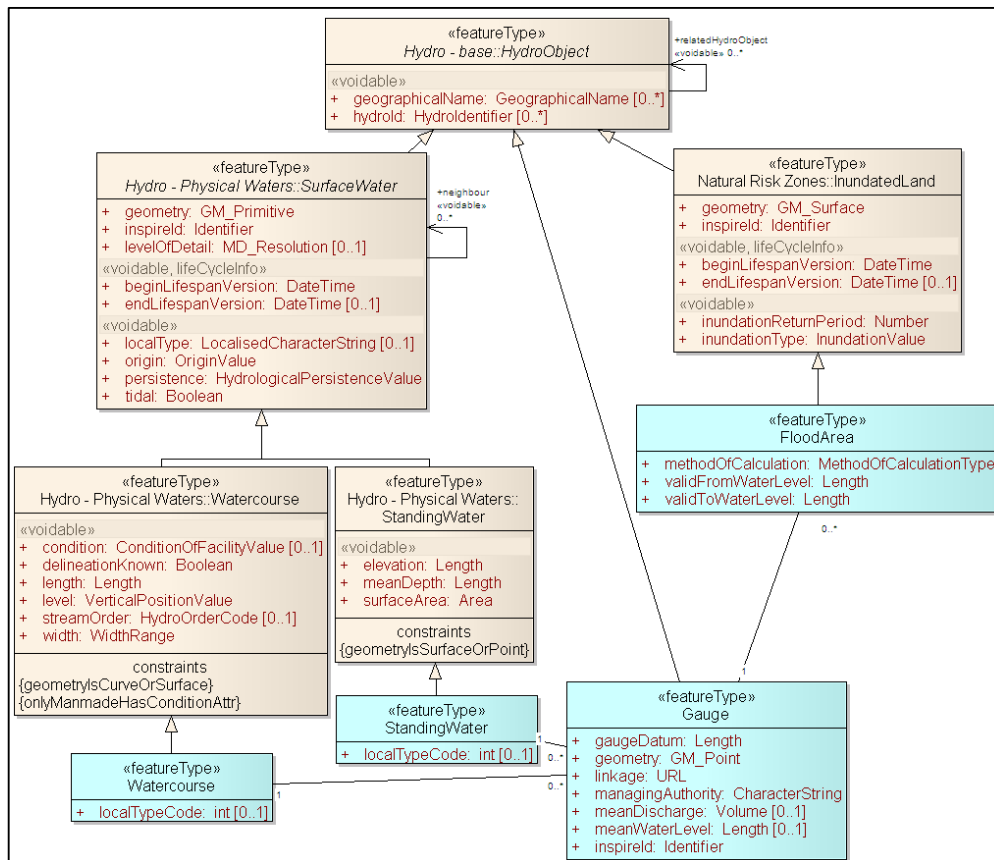 «featureType»
Hydro - base::HydroObject
«voidable»
+ geographicalName: GeographicalName [0..*]
+ hydroId: HydroIdentifier [0..*]
+relatedHydroObject
«voidable» 0..*
«featureType»
Hydro - Physical Waters::SurfaceWater
+ geometry: GM_Primitive
+ inspireId: Identifier
+ levelOfDetail: MD_Resolution [0..1]
«voidable, lifeCycleInfo»
+ beginLifespanVersion: DateTime
+ endLifespanVersion: DateTime [0..1]
«voidable»
+ localType: LocalisedCharacterString [0..1]
+ origin: OriginValue
+ persistence: HydrologicalPersistenceValue
+ tidal: Boolean
+neighbour
«voidable»
0..*
«featureType»
Natural Risk Zones::InundatedLand
+ geometry: GM_Surface
+ inspireId: Identifier
«voidable, lifeCycleInfo»
+ beginLifespanVersion: DateTime
+ endLifespanVersion: DateTime [0..1]
«voidable»
+ inundationReturnPeriod: Number
+ inundationType: InundationValue
«featureType»
FloodArea
+ methodOfCalculation: MethodOfCalculationType
+ validFromWaterLevel: Length
+ validToWaterLevel: Length
0..*
1
«featureType»
Hydro - Physical Waters::Watercourse
«voidable»
+ condition: ConditionOfFacilityValue [0..1]
+ delineationKnown: Boolean
+ length: Length
+ level: VerticalPositionValue
+ streamOrder: HydroOrderCode [0..1]
+ width: WidthRange
constraints
{geometryIsCurveOrSurface}
{onlyManmadeHasConditionAttr}
«featureType»
Hydro - Physical Waters::
StandingWater
«voidable»
+ elevation: Length
+ meanDepth: Length
+ surfaceArea: Area
constraints
{geometryIsSurfaceOrPoint}
«featureType»
StandingWater
+ localTypeCode: int [0..1]
1
0..*
«featureType»
Watercourse
+ localTypeCode: int [0..1]
1
0..*
«featureType»
Gauge
+ gaugeDatum: Length
+ geometry: GM_Point
+ linkage: URL
+ managingAuthority: CharacterString
+ meanDischarge: Volume [0..1]
+ meanWaterLevel: Length [0..1]
+ inspireId: Identifier